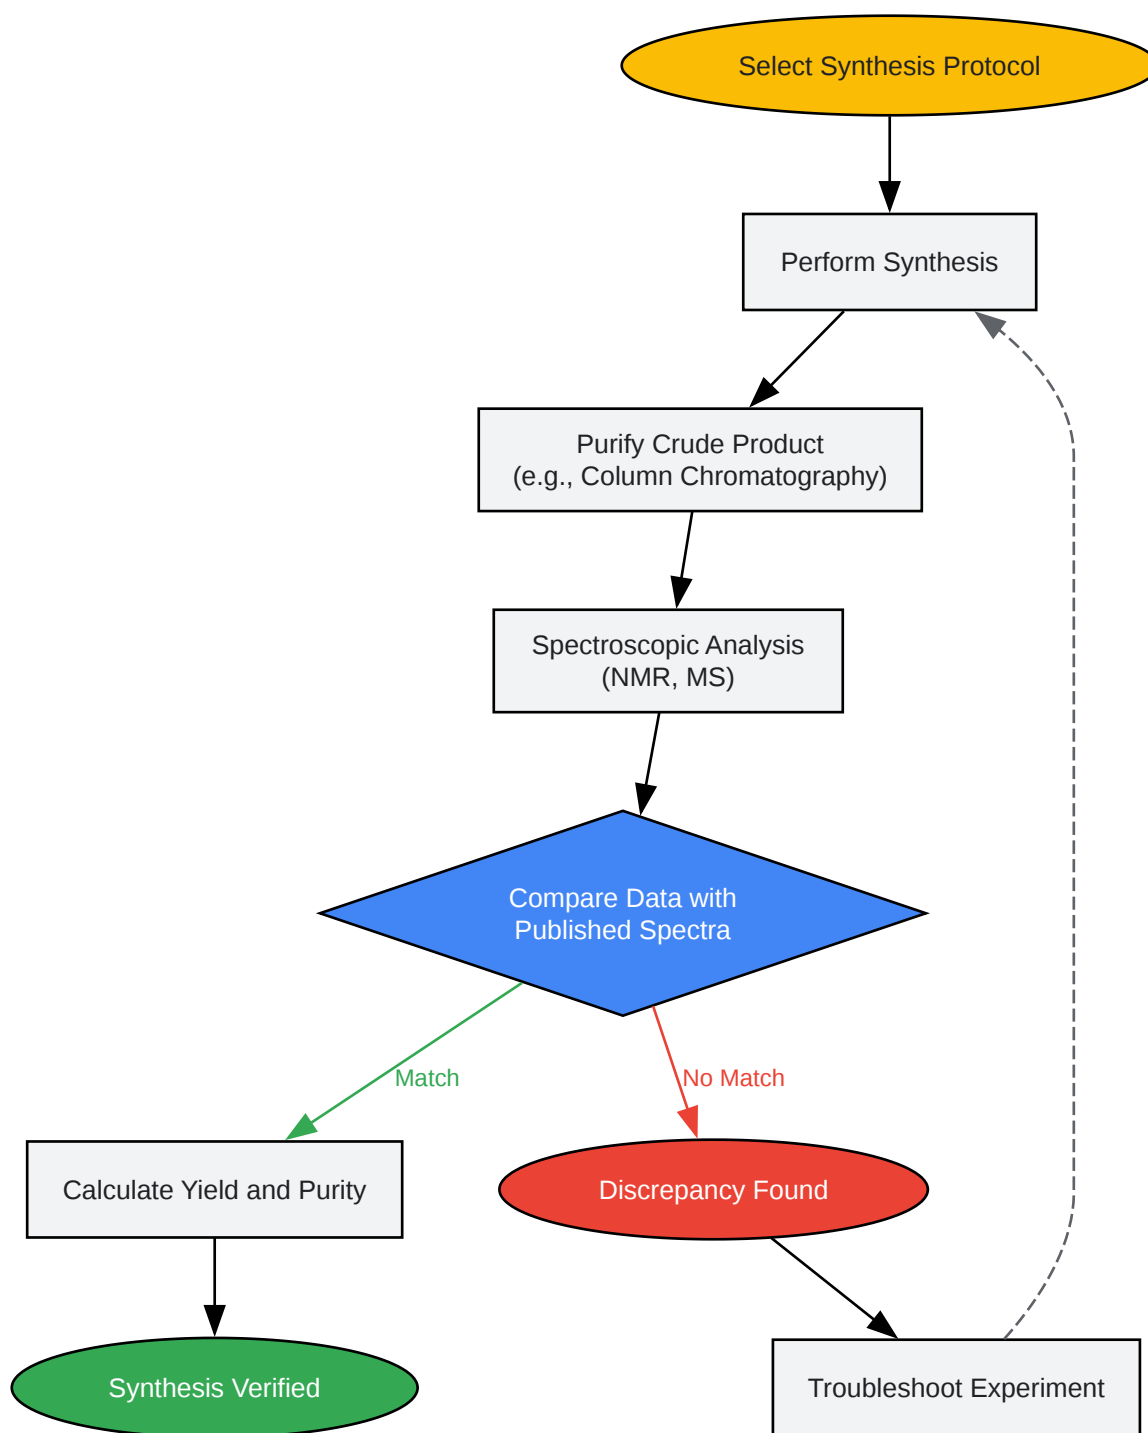 Select Synthesis Protocol
Perform Synthesis
Purify Crude Product
(e.g., Column Chromatography)
Spectroscopic Analysis
(NMR, MS)
Compare Data with
Published Spectra
Match
No Match
Calculate Yield and Purity
Discrepancy Found
Synthesis Verified
Troubleshoot Experiment